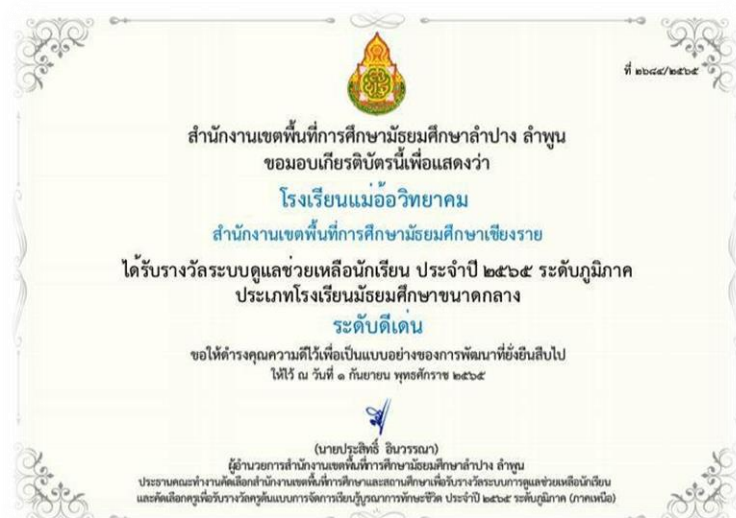 ที่ ๒๖๘๔/๒๕๖๕
สำนักงานเขตพื้นที่การศึกษามัธยมศึกษาลำปาง ลำพูน
ขอมอบเกียรติบัตรนี้เพื่อแสดงว่า
โรงเรียนแม่อ้อวิทยาคม
สำนักงานเขตพื้นที่การศึกษามัธยมศึกษาเชียงราย
ได้รับรางวัลระบบดูแลช่วยเหลือนักเรียน ประจำปี ๒๕๖๕ ระดับภูมิภาค
ประเภทโรงเรียนมัธยมศึกษาขนาดกลาง
ระดับดีเด่น
ขอให้ดำรงคุณความดีไว้เพื่อเป็นแบบอย่างของการพัฒนาที่ยั่งยืนสืบไป
ให้ไว้ ณ วันที่ ๑ กันยายน พุทธศักราช ๒๕๖๕
(นายประสิทธิ์ อินวรรณา)
ผู้อำนวยการสำนักงานเขตพื้นที่การศึกษามัธยมศึกษาลำปาง ลำพูน
ประธานคณะทำงานคัดเลือกสำนักงานเขตพื้นที่การศึกษาและสถานศึกษาเพื่อรับรางวัลระบบการดูแลช่วยเหลือนักเรียน
และคัดเลือกครูเพื่อรับรางวัลครูต้นแบบการจัดการเรียนรู้บูรณาการทักษะชีวิต ประจำปี ๒๕๖๕ ระดับภูมิภาค (ภาคเหนือ)